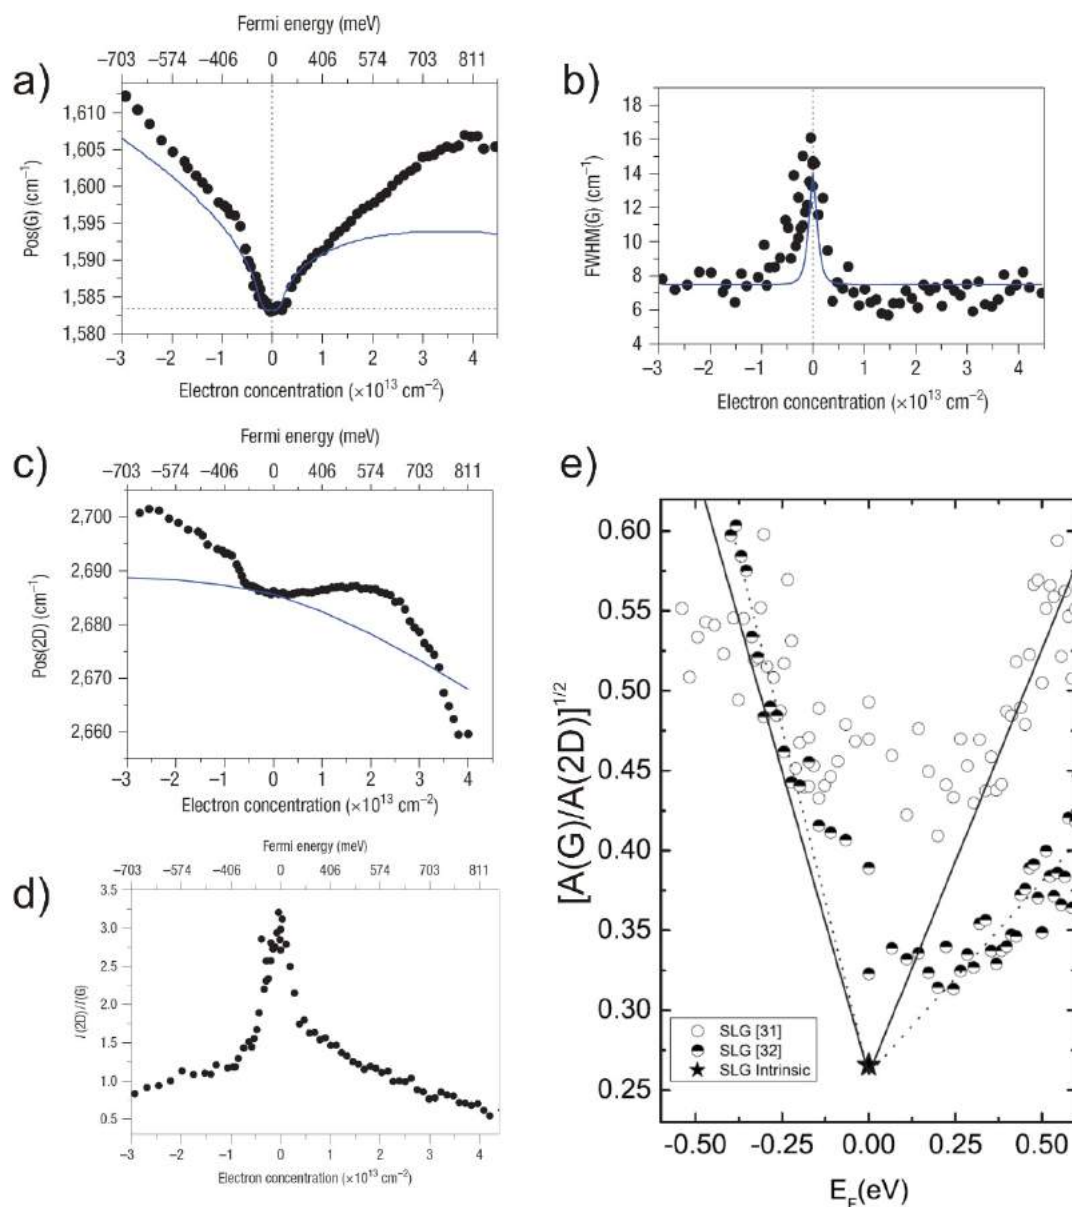 a)
Fermi energy (meV)
−703 −574 −406 0 406 574 703 811
Pos(G) (cm−1)
1,610
1,605
1,600
1,595
1,590
1,585
1,580
−3 −2 −1 0 1 2 3 4
Electron concentration (×10^13 cm−2)
b)
FWHM(G) (cm−1)
18
16
14
12
10
8
6
4
−3 −2 −1 0 1 2 3 4
Electron concentration (×10^13 cm−2)
c)
Fermi energy (meV)
−703 −574 −406 0 406 574 703 811
Pos(2D) (cm−1)
2,700
2,690
2,680
2,670
2,660
−3 −2 −1 0 1 2 3 4
Electron concentration (×10^13 cm−2)
d)
Fermi energy (meV)
−703 −574 −406 0 406 574 703 811
I(2D)/I(G)
3.5
3.0
2.5
2.0
1.5
1.0
0.5
−3 −2 −1 0 1 2 3 4
Electron concentration (×10^13 cm−2)
e)
[A(G)/A(2D)]^1/2
0.60
0.55
0.50
0.45
0.40
0.35
0.30
0.25
SLG [31]
SLG [32]
SLG Intrinsic
-0.50 -0.25 0.00 0.25 0.50
E_F(eV)